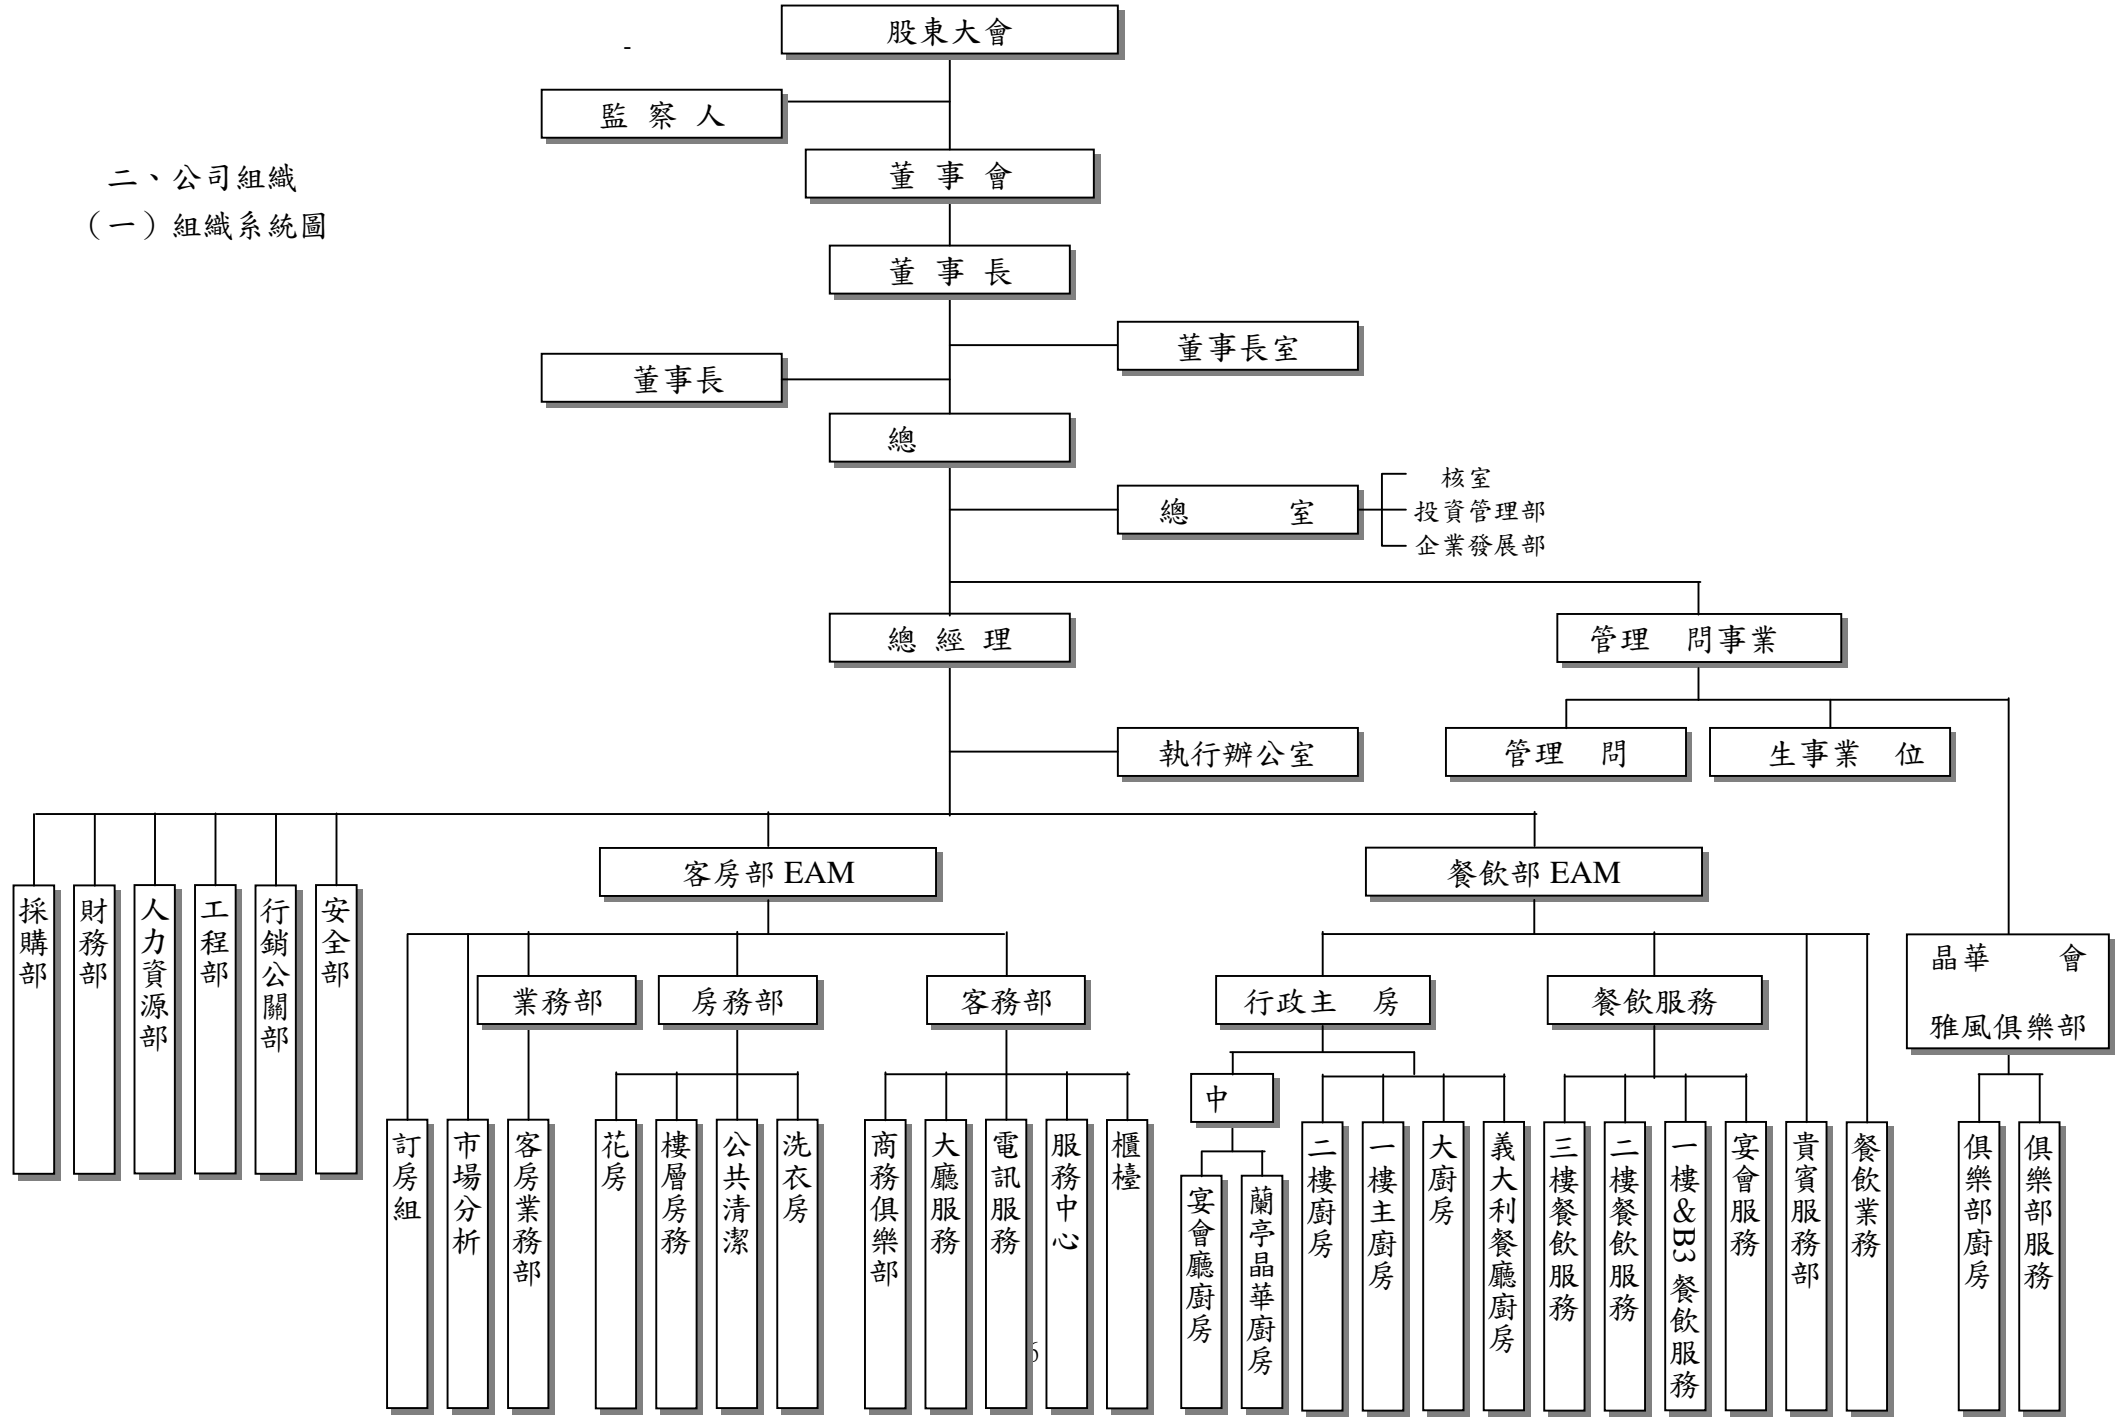 股東大會
-
監 察 人
董 事 會
二、公司組織
（一）組織系統圖
董 事 長
董事長室
董事長
總
總 室
核室
投資管理部
企業發展部
總 經 理
管理 問事業
執行辦公室
管理 問
生事業 位
客房部 EAM
餐飲部 EAM
採購部
財務部
人力資源部
工程部
行銷公關部
安全部
業務部
房務部
客務部
行政主 房
餐飲服務
晶華 會
雅風俱樂部
中
訂房組
市場分析
客房業務部
花房
樓層房務
公共清潔
洗衣房
商務俱樂部
大廳服務
電訊服務
服務中心
櫃檯
宴會廳廚房
蘭亭晶華廚房
二樓廚房
一樓主廚房
大廚房
義大利餐廳廚房
三樓餐飲服務
二樓餐飲服務
一樓&B3 餐飲服務
宴會服務
貴賓服務部
餐飲業務
俱樂部廚房
俱樂部服務
6